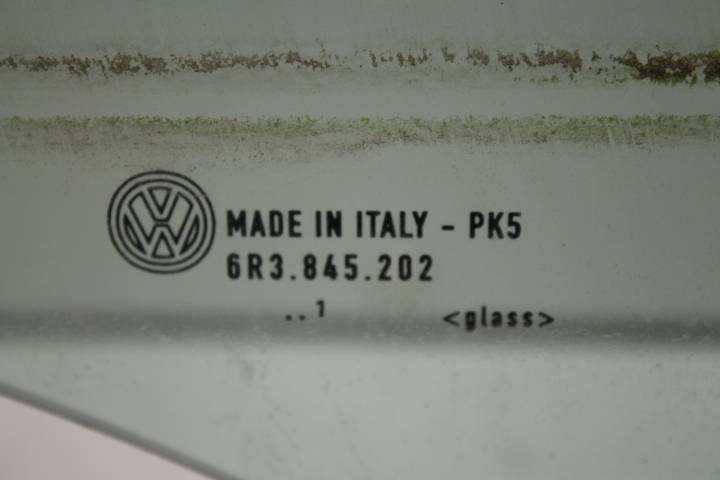 MADE IN ITALY - PK5
6R3.845.202
..1 <glass>